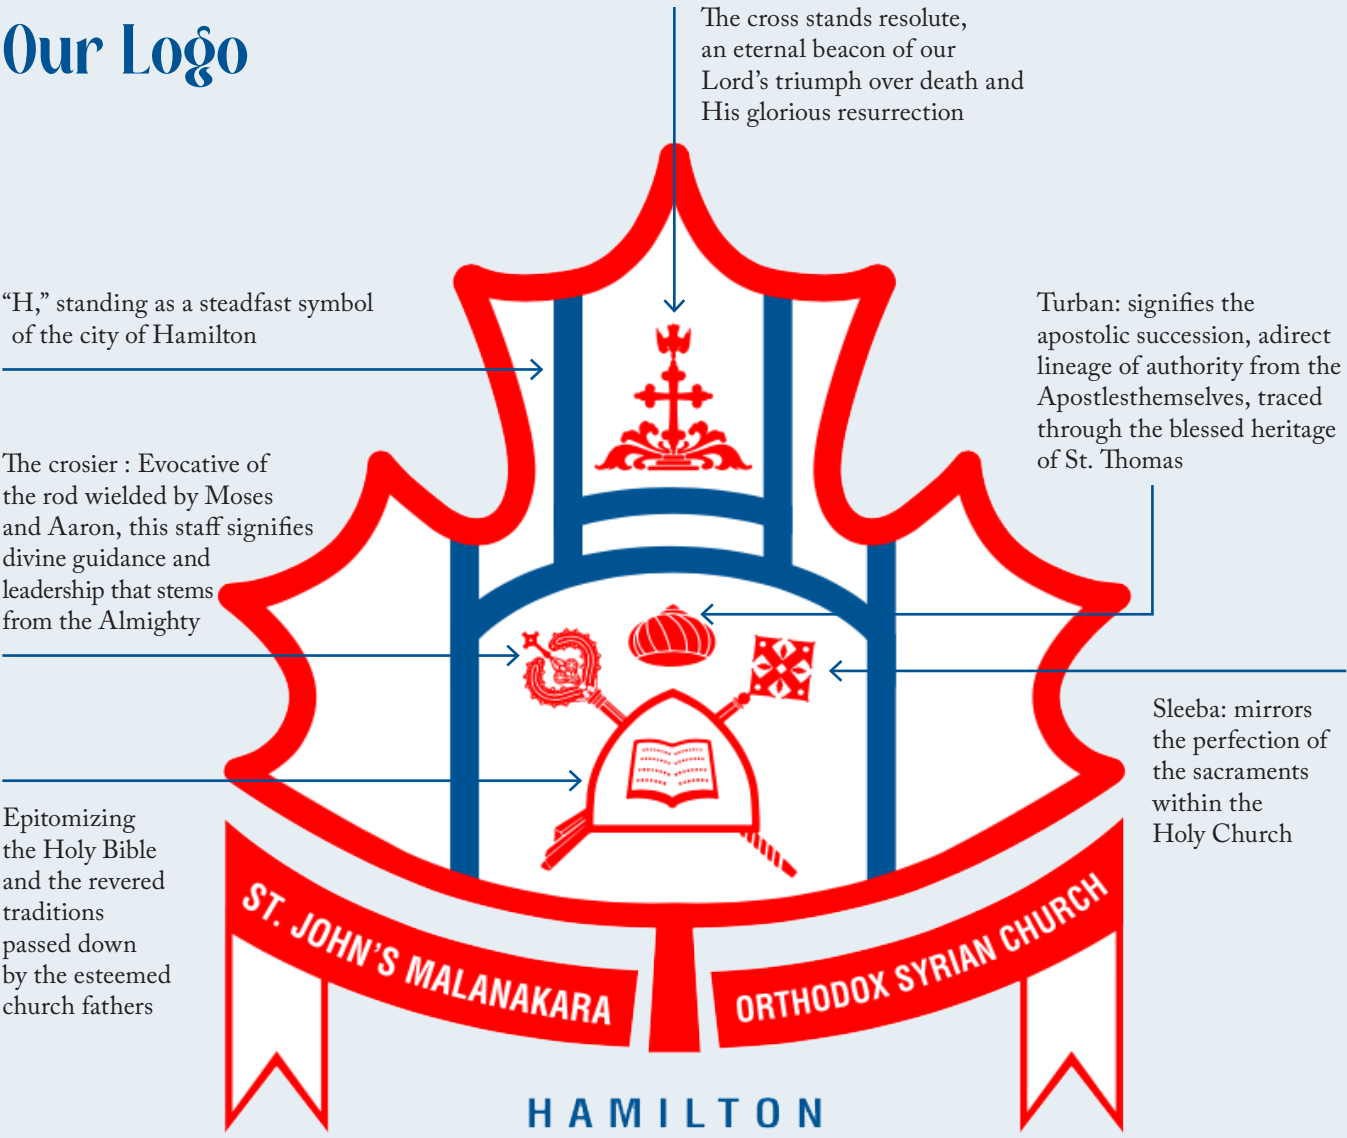 Our Logo
The cross stands resolute,
an eternal beacon of our
Lord’s triumph over death and
His glorious resurrection
“H,” standing as a steadfast symbol
of the city of Hamilton
Turban: signifies the
apostolic succession, adirect
lineage of authority from the
Apostlesthemselves, traced
through the blessed heritage
of St. Thomas
The crosier : Evocative of
the rod wielded by Moses
and Aaron, this staff signifies
divine guidance and
leadership that stems
from the Almighty
Sleeba: mirrors
the perfection of
the sacraments
within the
Holy Church
Epitomizing
the Holy Bible
and the revered
traditions
passed down
by the esteemed
church fathers
ST. JOHN’S MALANAKARA
ORTHODOX SYRIAN CHURCH
HAMILTON